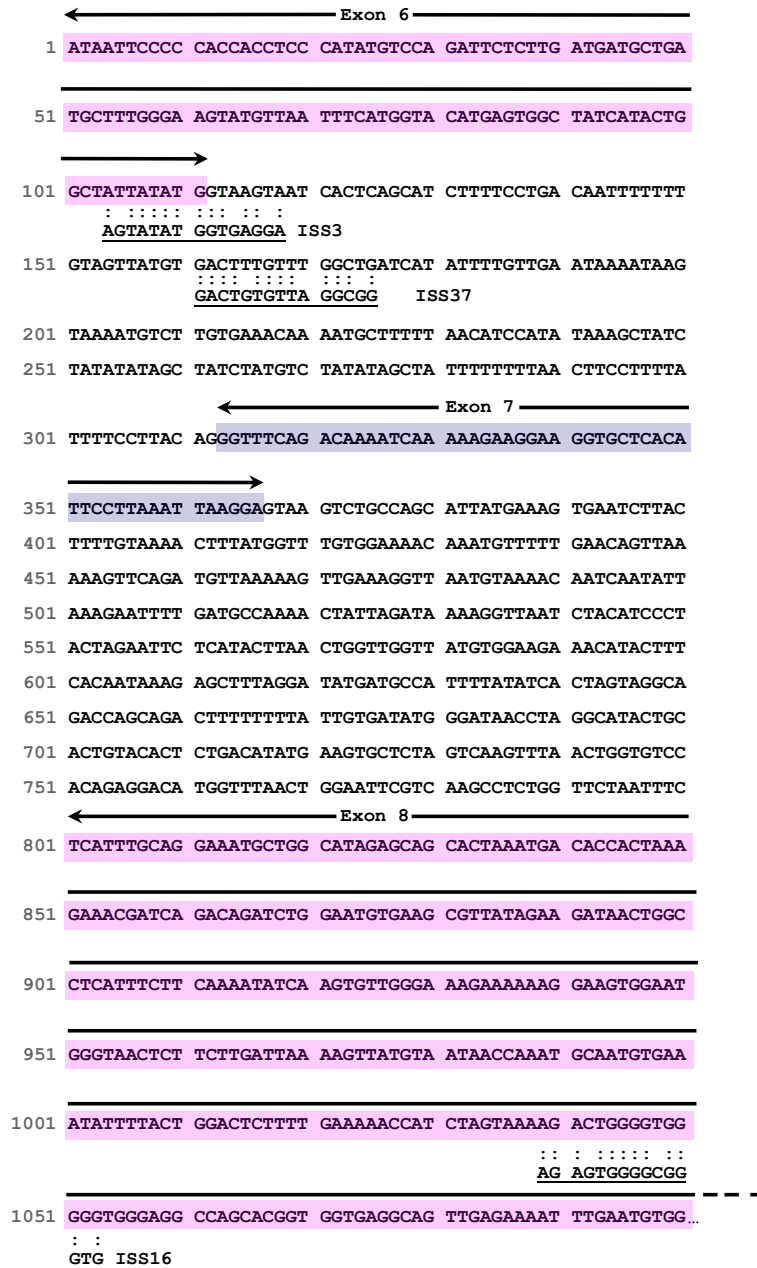 Exon 6
1 ATAATTCCCC CACCACCTCC CATATGTCCA GATTCTCTTG ATGATGCTGA
51 TGCTTTGGGA AGTATGTTAA TTTCATGGTA CATGAGTGGC TATCATACTG
101 GCTATTATAT GGTAAGTAAT CACTCAGCAT CTTTTCCTGA CAATTTTTTT
: ::::: ::: :: :
AGTATAT GGTGAGGA ISS3
151 GTAGTTATGT GACTTTGTTT GGCTGATCAT ATTTTGTTGA ATAAAATAAG
:::: :::: ::: :
GACTGTGTTA GGCGG ISS37
201 TAAAATGTCT TGTGAAACAA AATGCTTTTT AACATCCATA TAAAGCTATC
251 TATATATAGC TATCTATGTC TATATAGCTA TTTTTTTTAA CTTCCTTTTA
Exon 7
301 TTTTCCTTAC AGGGTTTCAG ACAAAATCAA AAAGAAGGAA GGTGCTCACA
351 TTCCTTAAAT TAAGGAGTAA GTCTGCCAGC ATTATGAAAG TGAATCTTAC
401 TTTTGTAAAA CTTTATGGTT TGTGGAAAAC AAATGTTTTT GAACAGTTAA
451 AAAGTTCAGA TGTTAAAAAG TTGAAAGGTT AATGTAAAAC AATCAATATT
501 AAAGAATTTT GATGCCAAAA CTATTAGATA AAAGGTTAAT CTACATCCCT
551 ACTAGAATTC TCATACTTAA CTGGTTGGTT ATGTGGAAGA AACATACTTT
601 CACAATAAAG AGCTTTAGGA TATGATGCCA TTTTATATCA CTAGTAGGCA
651 GACCAGCAGA CTTTTTTTTA TTGTGATATG GGATAACCTA GGCATACTGC
701 ACTGTACACT CTGACATATG AAGTGCTCTA GTCAAGTTTA ACTGGTGTCC
751 ACAGAGGACA TGGTTTAACT GGAATTCGTC AAGCCTCTGG TTCTAATTTC
Exon 8
801 TCATTTGCAG GAAATGCTGG CATAGAGCAG CACTAAATGA CACCACTAAA
851 GAAACGATCA GACAGATCTG GAATGTGAAG CGTTATAGAA GATAACTGGC
901 CTCATTTCTT CAAAATATCA AGTGTTGGGA AAGAAAAAAG GAAGTGGAAT
951 GGGTAACTCT TCTTGATTAA AAGTTATGTA ATAACCAAAT GCAATGTGAA
1001 ATATTTTACT GGACTCTTTT GAAAAACCAT CTAGTAAAAG ACTGGGGTGG
:: : ::::: ::
AG AGTGGGGCGG
1051 GGGTGGGAGG CCAGCACGGT GGTGAGGCAG TTGAGAAAAT TTGAATGTGG...
: :
GTG ISS16